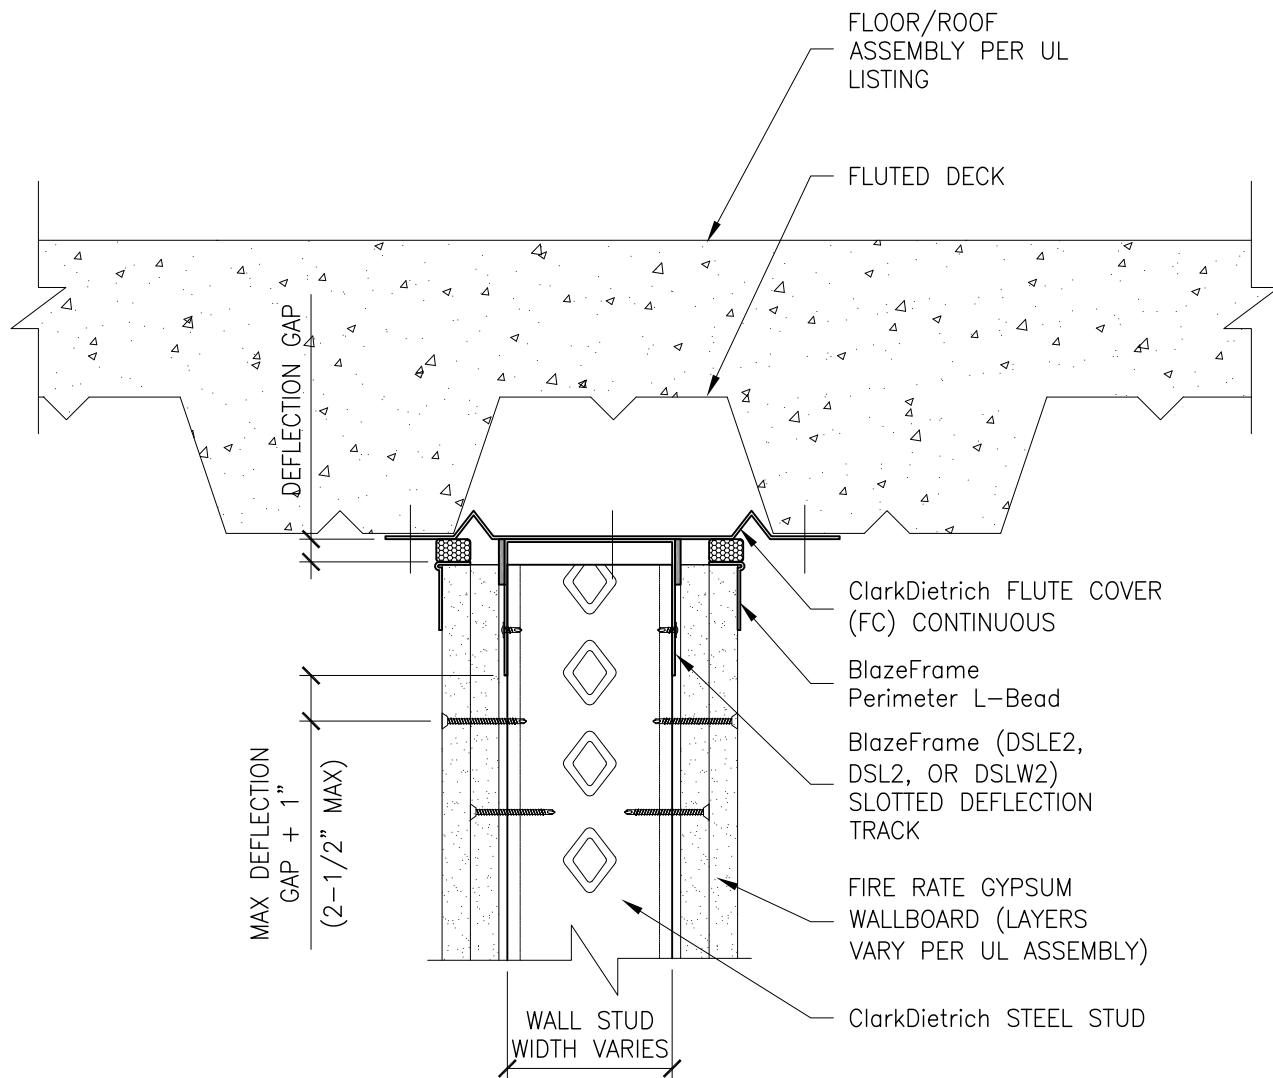 FLOOR/ROOF
ASSEMBLY PER UL
LISTING
FLUTED DECK
DEFLECTION GAP
ClarkDietrich FLUTE COVER
(FC) CONTINUOUS
BlazeFrame
Perimeter L-Bead
BlazeFrame (DSLE2,
DSL2, OR DSLW2)
SLOTTED DEFLECTION
TRACK
MAX DEFLECTION
GAP + 1"
(2-1/2" MAX)
FIRE RATE GYPSUM
WALLBOARD (LAYERS
VARY PER UL ASSEMBLY)
ClarkDietrich STEEL STUD
WALL STUD
WIDTH VARIES